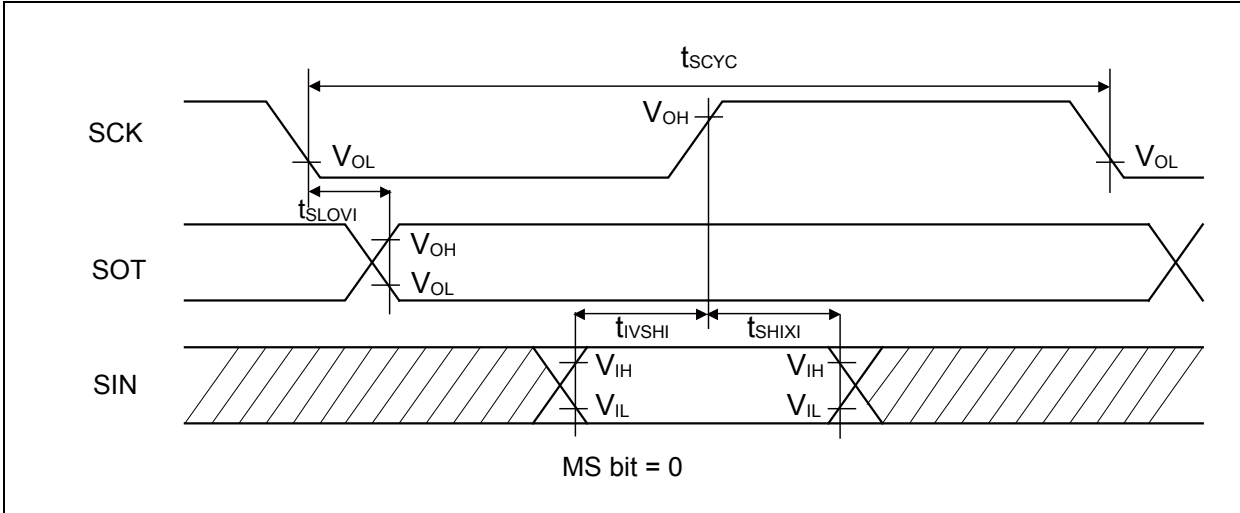 tSCYC
SCK
VOH
VOL
VOL
tSLOVI
SOT
VOH
VOL
tIVSHI
tSHIXI
SIN
VIH
VIH
VIL
VIL
MS bit = 0